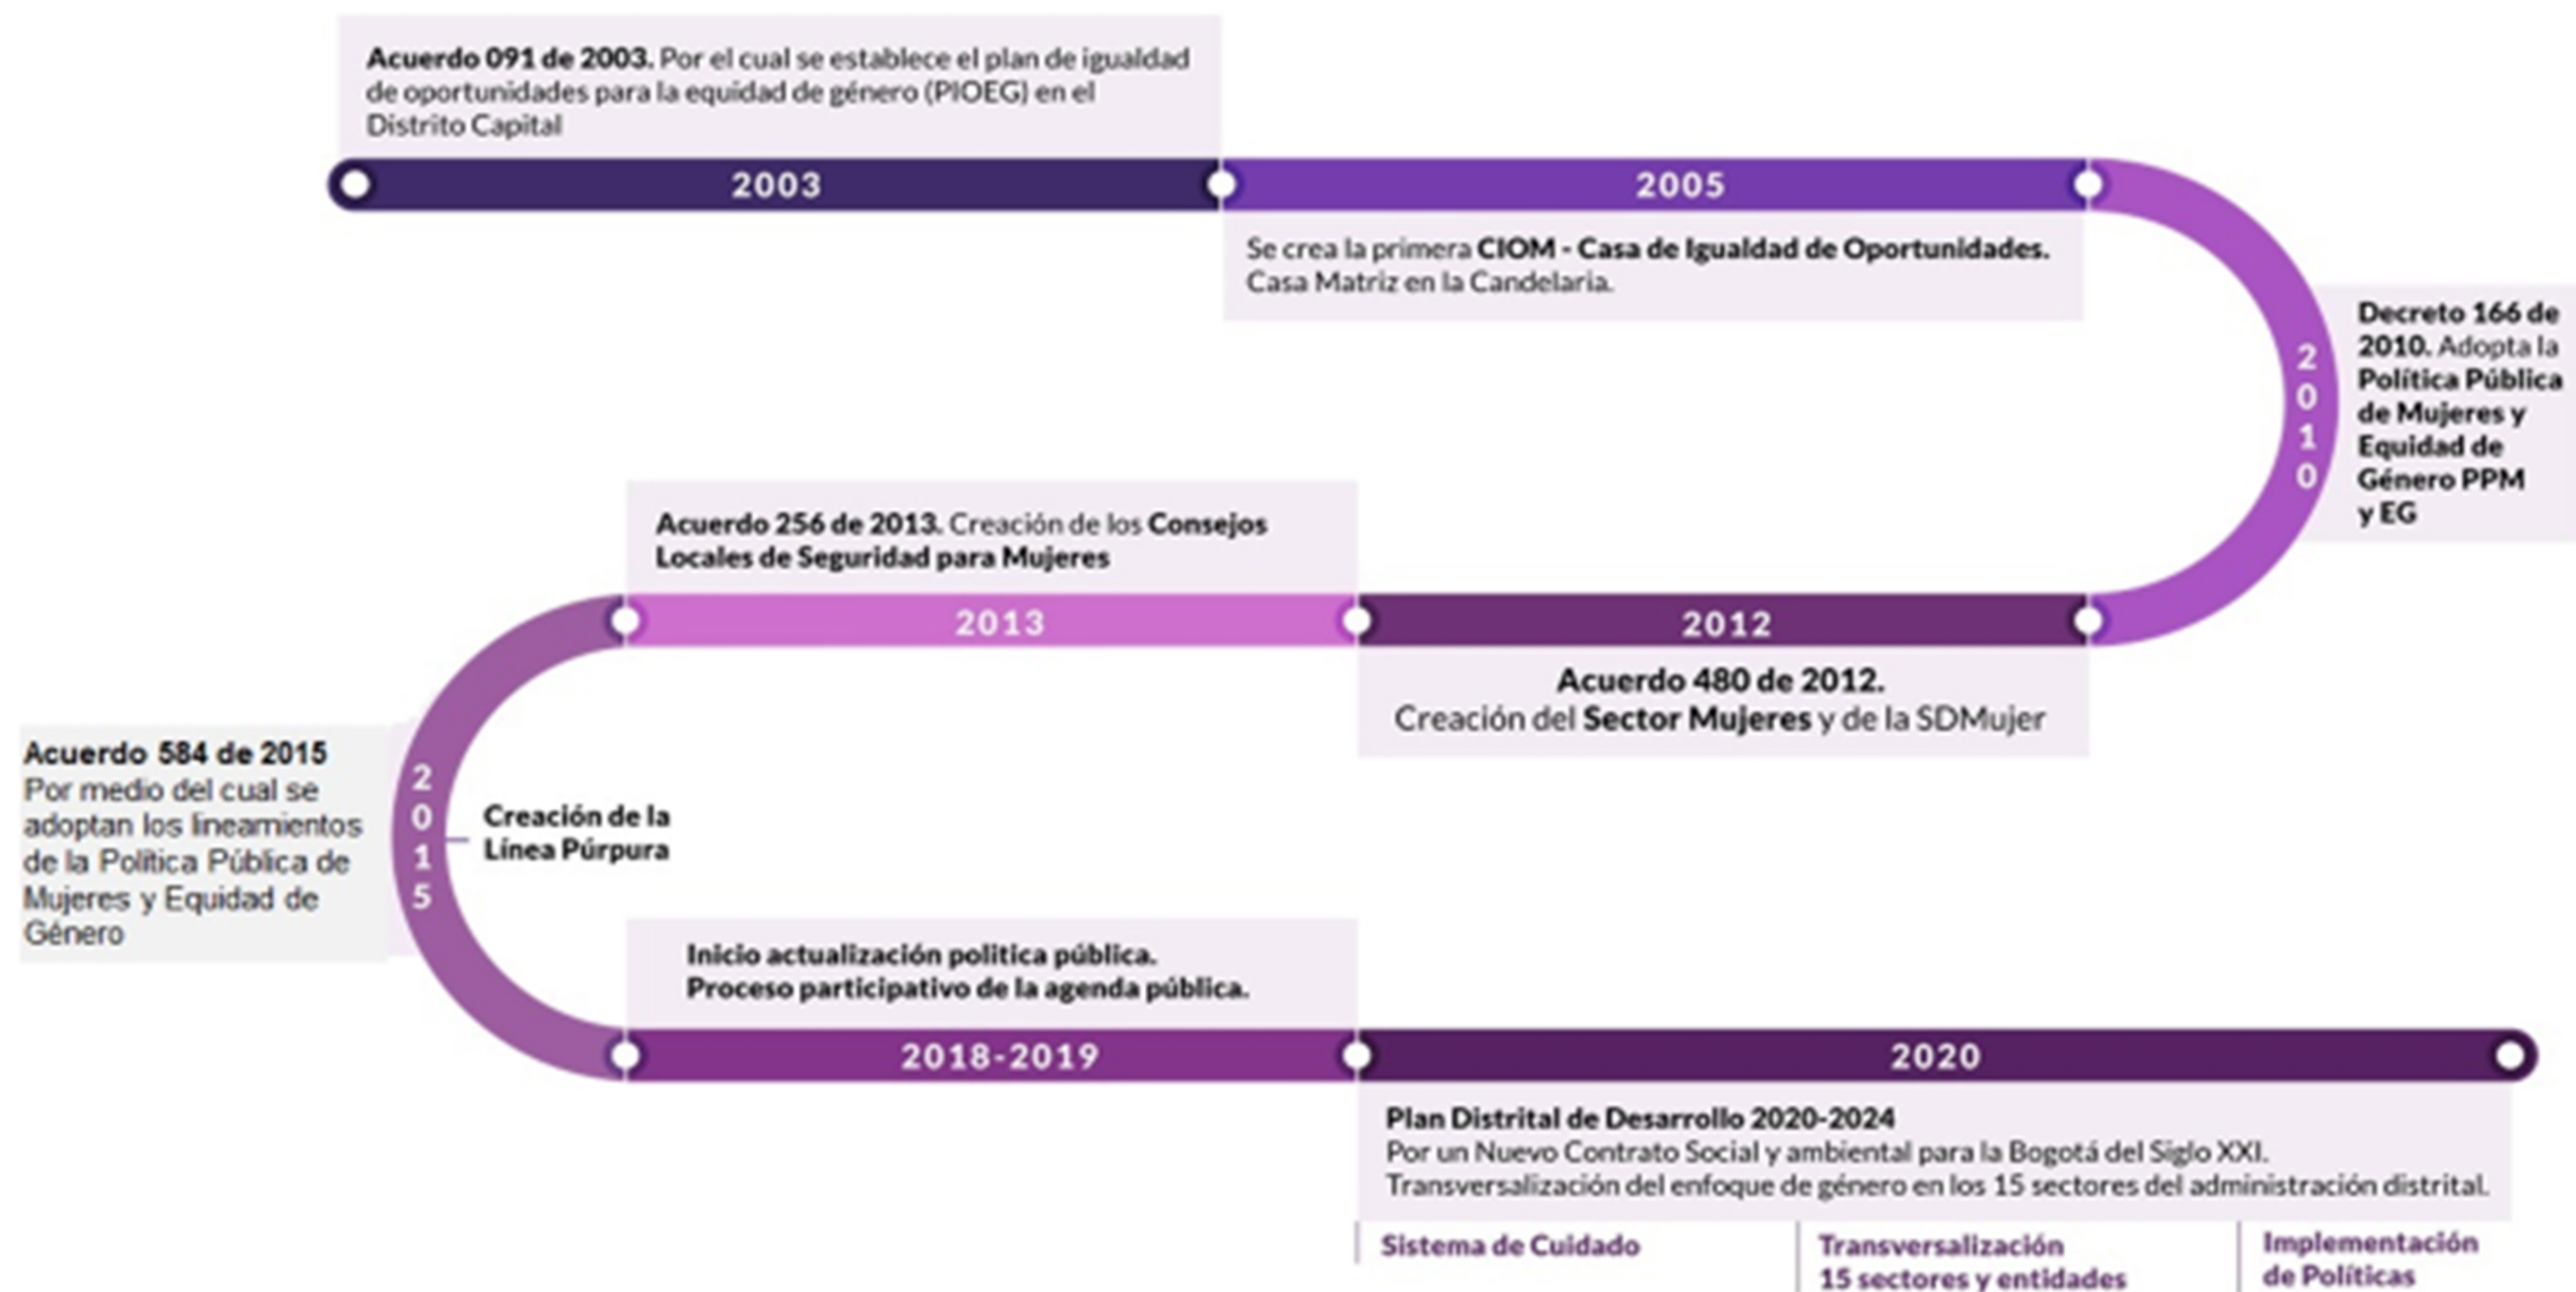 Acuerdo 091 de 2003. Por el cual se establece el plan de igualdad
de oportunidades para la equidad de género (PIOEG) en el
Distrito Capital
2003
2005
Se crea la primera CIOM - Casa de Igualdad de Oportunidades.
Casa Matriz en la Candelaria.
2010
Decreto 166 de
2010. Adopta la
Política Pública
de Mujeres y
Equidad de
Género PPM
y EG
2012
Acuerdo 480 de 2012.
Creación del Sector Mujeres y de la SDMujer
Acuerdo 256 de 2013. Creación de los Consejos
Locales de Seguridad para Mujeres
2013
Acuerdo 584 de 2015
Por medio del cual se
adoptan los lineamientos
de la Política Pública de
Mujeres y Equidad de
Género
2015
Creación de la
Línea Púrpura
Inicio actualización politica pública.
Proceso participativo de la agenda pública.
2018-2019
2020
Plan Distrital de Desarrollo 2020-2024
Por un Nuevo Contrato Social y ambiental para la Bogotá del Siglo XXI.
Transversalización del enfoque de género en los 15 sectores del administración distrital.
Sistema de Cuidado
Transversalización
15 sectores y entidades
Implementación
de Políticas